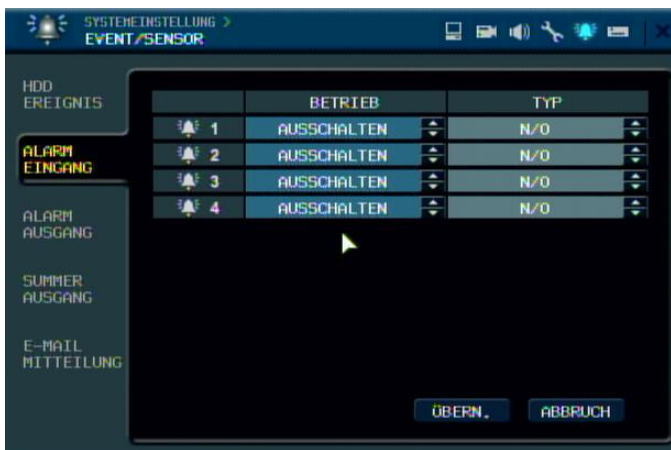 SYSTEMEINSTELLUNG >
EVENT/SENSOR
HDD
EREIGNIS
ALARM
EINGANG
ALARM
AUSGANG
SUMMER
AUSGANG
E-MAIL
MITTEILUNG
BETRIEB TYP
1 AUSSCHALTEN N/O
2 AUSSCHALTEN N/O
3 AUSSCHALTEN N/O
4 AUSSCHALTEN N/O
ÜBERN. ABBRUCH